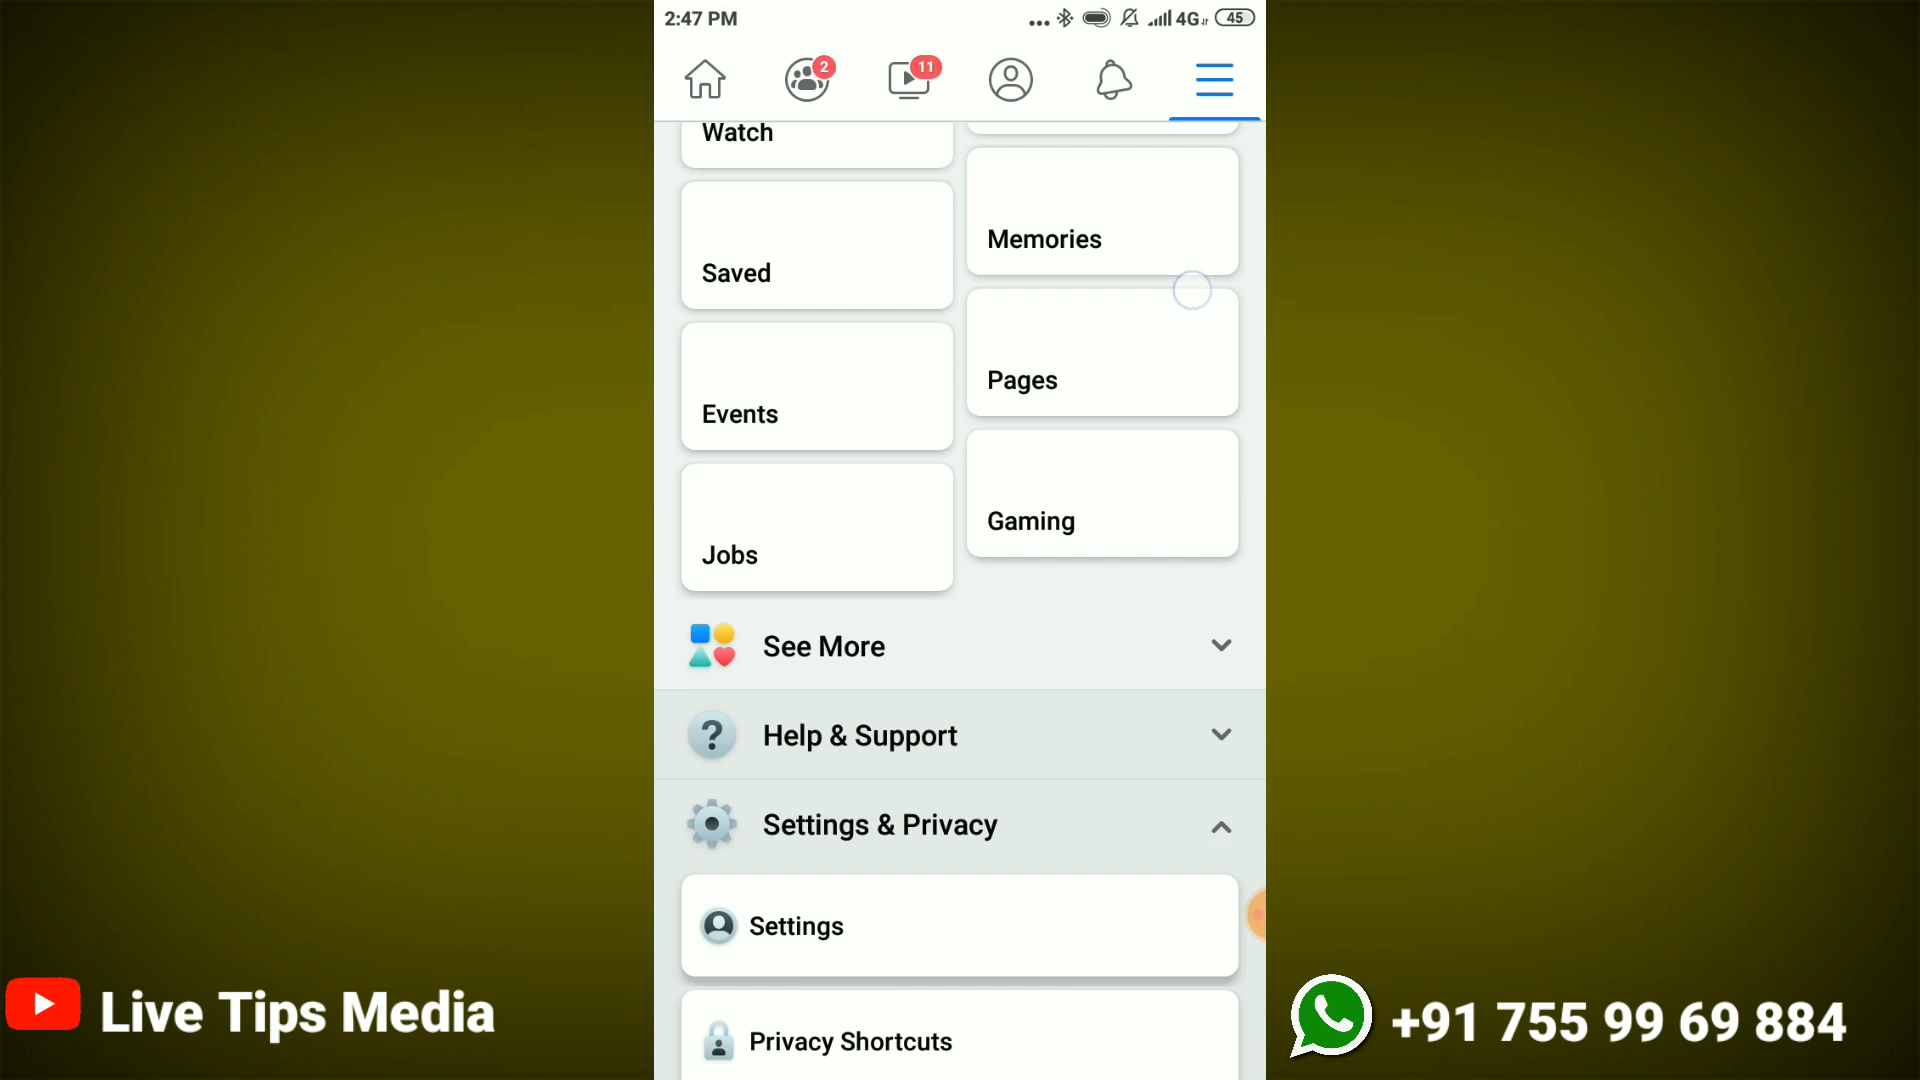 2:47 PM
4G 45
2
11
Watch
Memories
Saved
Pages
Events
Gaming
Jobs
See More
Help & Support
Settings & Privacy
Settings
Privacy Shortcuts
Live Tips Media
+91 755 99 69 884